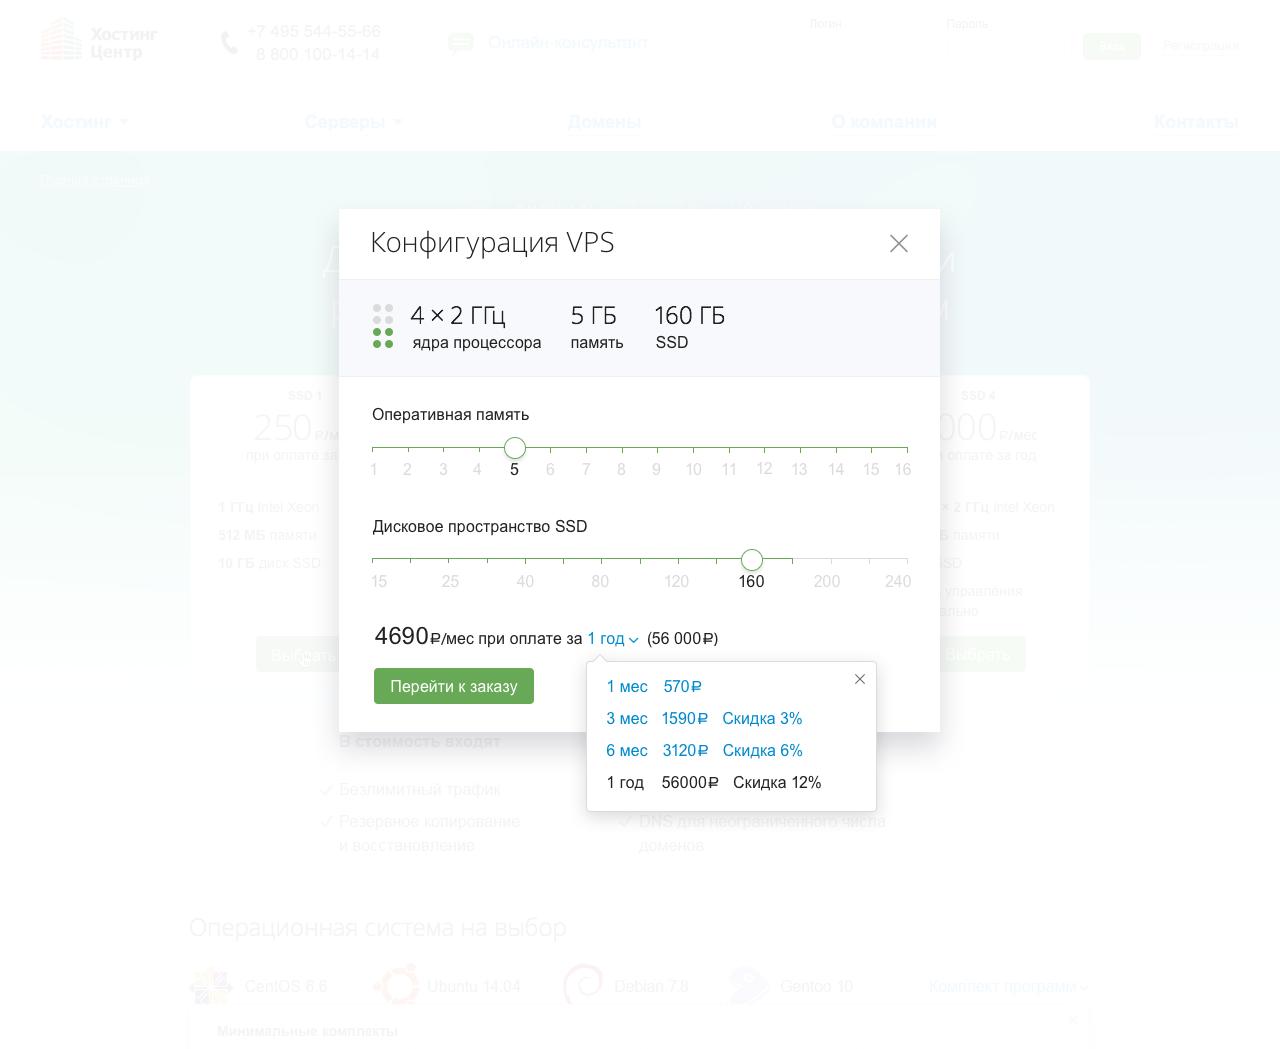 Хостинг
Центр
+7 495 544-55-66
8 800 100-14-14
Онлайн-консультант
Логин
Пароль
Вход
Регистрация
Хостинг
Серверы
Домены
О компании
Контакты
Главная страница
Конфигурация VPS
4 × 2 ГГц 5 ГБ 160 ГБ
ядра процессора память SSD
Оперативная память
1 2 3 4 5 6 7 8 9 10 11 12 13 14 15 16
Дисковое пространство SSD
15 25 40 80 120 160 200 240
4690₽/мес при оплате за 1 год (56 000₽)
Перейти к заказу
1 мес 570₽
3 мес 1590₽ Скидка 3%
6 мес 3120₽ Скидка 6%
1 год 56000₽ Скидка 12%
SSD 1
250 ₽/м
при оплате за
1 ГГц Intel Xeon
512 МБ памяти
10 ГБ диск SSD
Выбрать
SSD 4
000 ₽/мес
оплате за год
× 2 ГГц Intel Xeon
Б памяти
SSD
управления
Выбрать
В стоимость входят
Безлимитный трафик
Резервное копирование
и восстановление
DNS для неограниченного числа
доменов
Операционная система на выбор
CentOS 6.6
Ubuntu 14.04
Debian 7.8
Gentoo 10
Комплект программ
Минимальные комплекты